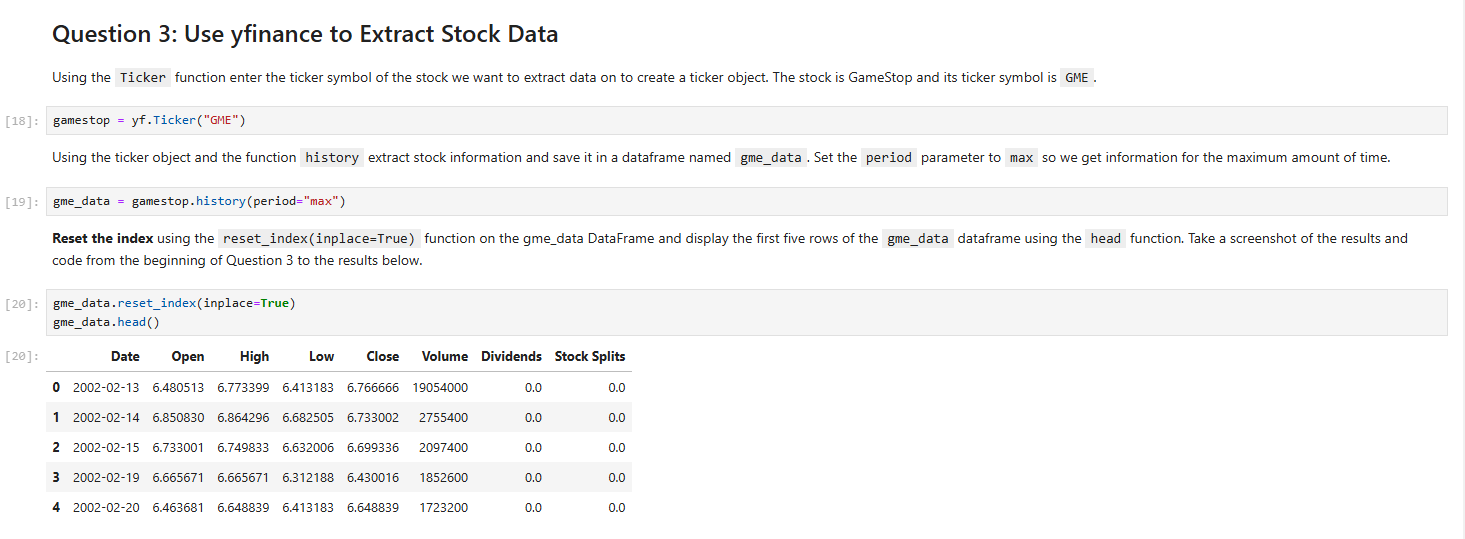 Question 3: Use yfinance to Extract Stock Data
Using the Ticker function enter the ticker symbol of the stock we want to extract data on to create a ticker object. The stock is GameStop and its ticker symbol is GME .
[18]: gamestop = yf.Ticker("GME")
Using the ticker object and the function history extract stock information and save it in a dataframe named gme_data . Set the period parameter to max so we get information for the maximum amount of time.
[19]: gme_data = gamestop.history(period="max")
Reset the index using the reset_index(inplace=True) function on the gme_data DataFrame and display the first five rows of the gme_data dataframe using the head function. Take a screenshot of the results and
code from the beginning of Question 3 to the results below.
[20]: gme_data.reset_index(inplace=True)
gme_data.head()
[20]: Date Open High Low Close Volume Dividends Stock Splits
0 2002-02-13 6.480513 6.773399 6.413183 6.766666 19054000 0.0 0.0
1 2002-02-14 6.850830 6.864296 6.682505 6.733002 2755400 0.0 0.0
2 2002-02-15 6.733001 6.749833 6.632006 6.699336 2097400 0.0 0.0
3 2002-02-19 6.665671 6.665671 6.312188 6.430016 1852600 0.0 0.0
4 2002-02-20 6.463681 6.648839 6.413183 6.648839 1723200 0.0 0.0